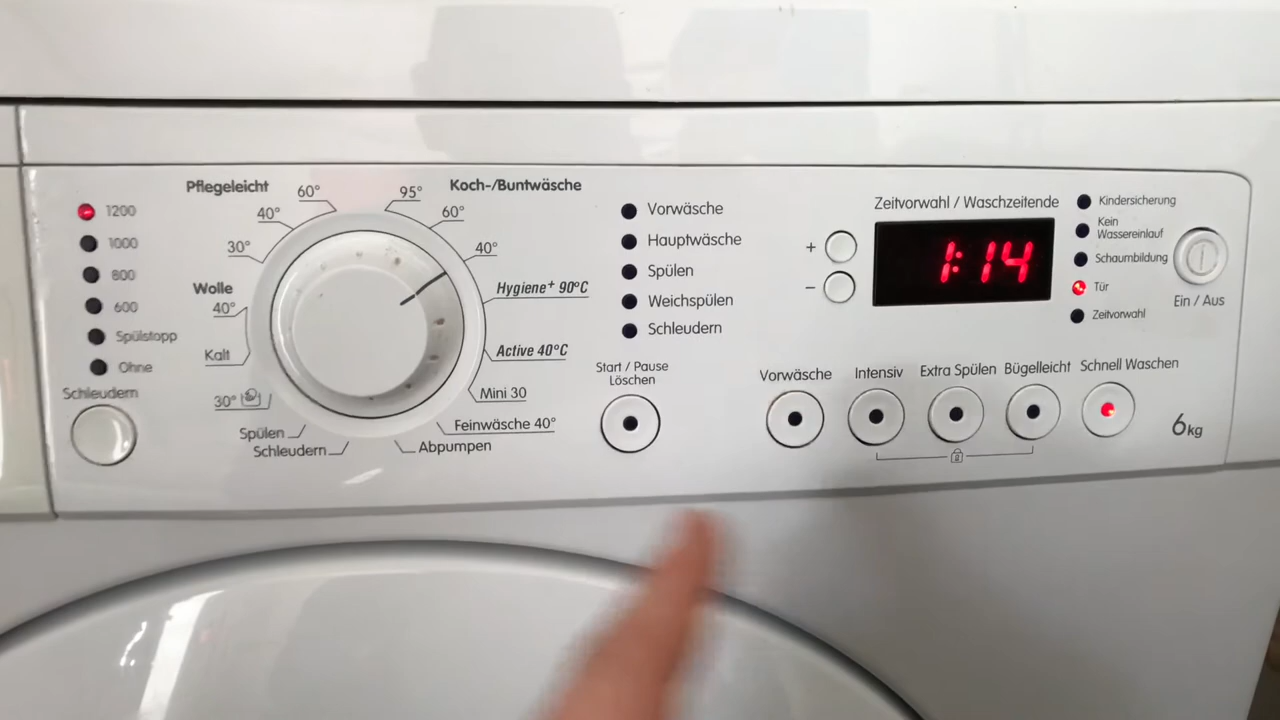 1200
1000
800
600
Spülstopp
Ohne
Schleudern
Pflegeleicht
60°
40°
30°
Wolle
40°
Kalt
30°
Spülen
Schleudern
Koch-/Buntwäsche
95°
60°
40°
Hygiene⁺ 90°C
Active 40°C
Mini 30
Feinwäsche 40°
Abpumpen
Vorwäsche
Hauptwäsche
Spülen
Weichspülen
Schleudern
Start / Pause
Löschen
Zeitvorwahl / Waschzeitende
+
−
1:14
Kindersicherung
Kein
Wassereinlauf
Schaumbildung
Tür
Zeitvorwahl
Ein / Aus
Vorwäsche
Intensiv
Extra Spülen
Bügelleicht
Schnell Waschen
6kg